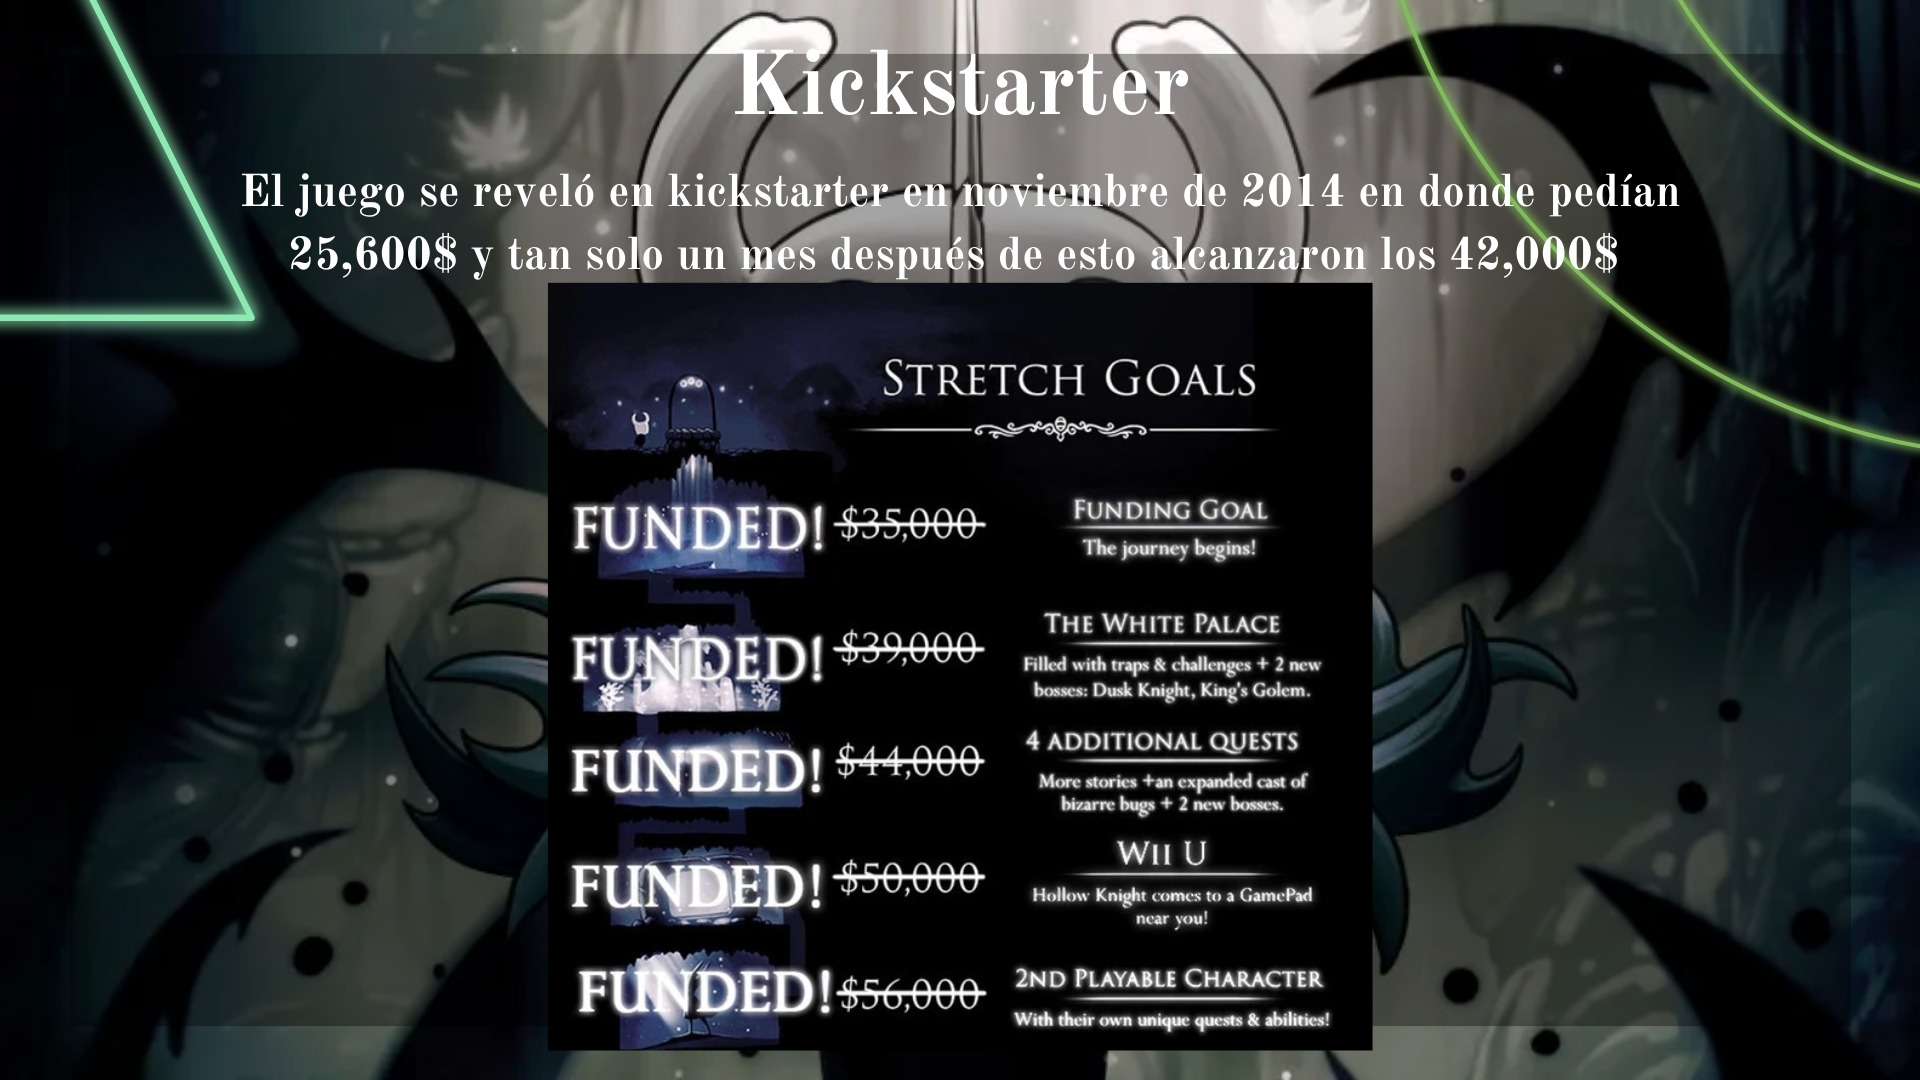 Kickstarter
El juego se reveló en kickstarter en noviembre de 2014 en donde pedían
25,600$ y tan solo un mes después de esto alcanzaron los 42,000$
STRETCH GOALS
FUNDED! $35,000
FUNDING GOAL
The journey begins!
FUNDED! $39,000
THE WHITE PALACE
Filled with traps & challenges + 2 new
bosses: Dusk Knight, King's Golem.
FUNDED! $44,000
4 ADDITIONAL QUESTS
More stories +an expanded cast of
bizarre bugs + 2 new bosses.
FUNDED! $50,000
WII U
Hollow Knight comes to a GamePad
near you!
FUNDED! $56,000
2ND PLAYABLE CHARACTER
With their own unique quests & abilities!